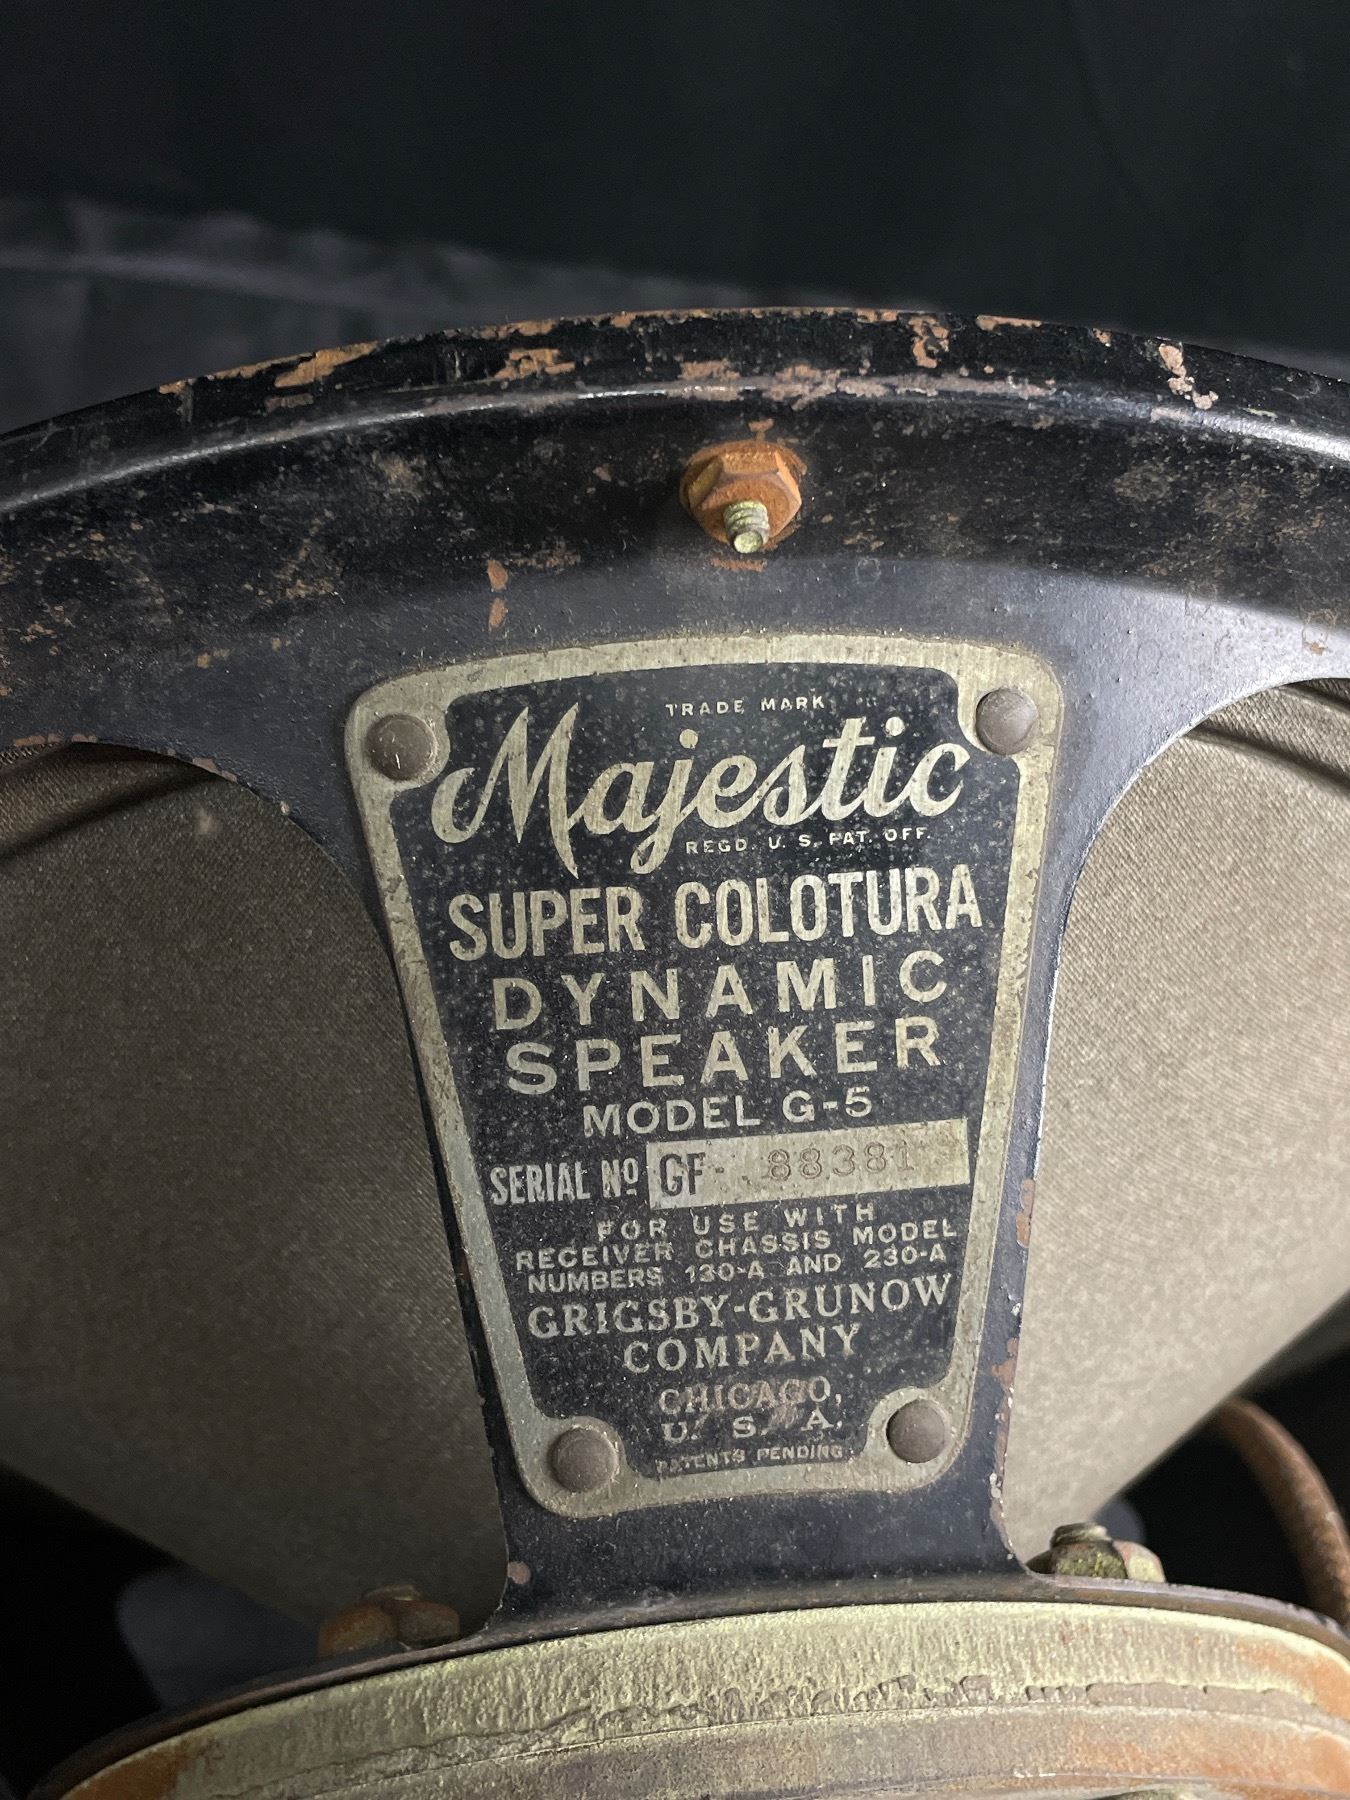 TRADE MARK
Majestic
REGD. U. S. PAT. OFF.
SUPER COLOTURA
DYNAMIC
SPEAKER
MODEL G-5
SERIAL Nº GF- 88381
FOR USE WITH
RECEIVER CHASSIS MODEL
NUMBERS 130-A AND 230-A
GRIGSBY-GRUNOW
COMPANY
CHICAGO,
U. S. A.
PATENTS PENDING